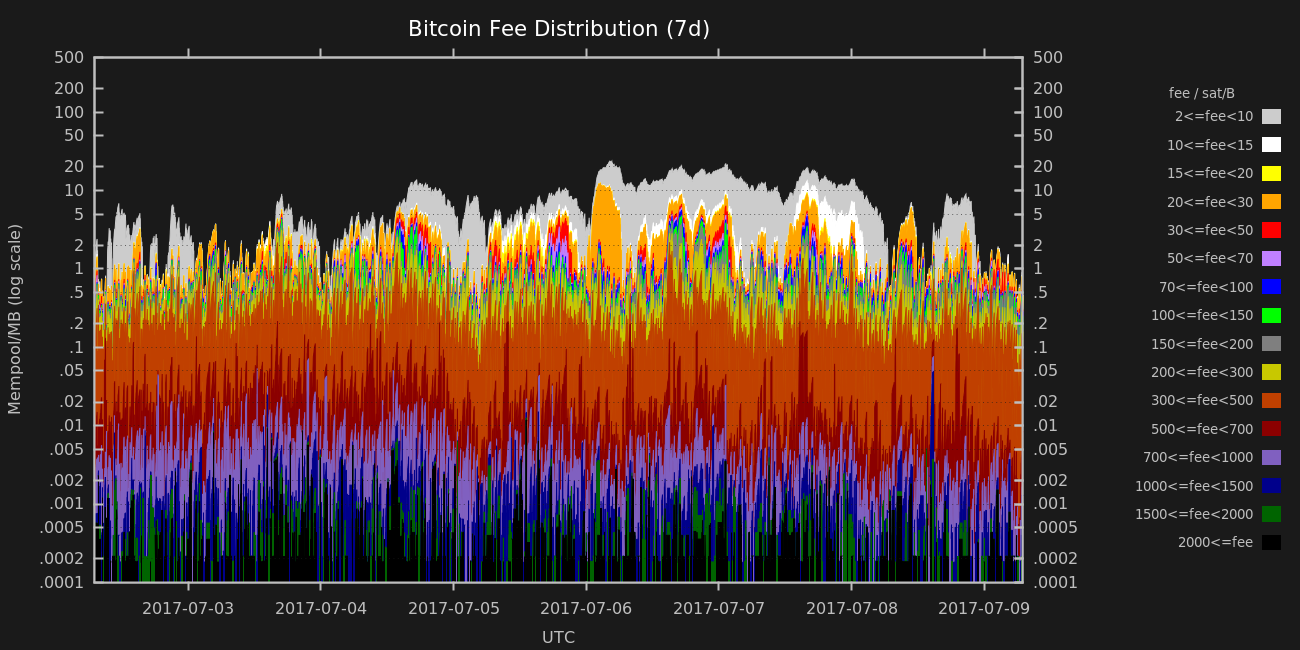 Bitcoin Fee Distribution (7d)
500
200
100
50
20
10
5
2
1
.5
.2
.1
.05
.02
.01
.005
.002
.001
.0005
.0002
.0001
Mempool/MB (log scale)
500
200
100
50
20
10
5
2
1
.5
.2
.1
.05
.02
.01
.005
.002
.001
.0005
.0002
.0001
2017-07-03 2017-07-04 2017-07-05 2017-07-06 2017-07-07 2017-07-08 2017-07-09
UTC
fee / sat/B
2<=fee<10
10<=fee<15
15<=fee<20
20<=fee<30
30<=fee<50
50<=fee<70
70<=fee<100
100<=fee<150
150<=fee<200
200<=fee<300
300<=fee<500
500<=fee<700
700<=fee<1000
1000<=fee<1500
1500<=fee<2000
2000<=fee